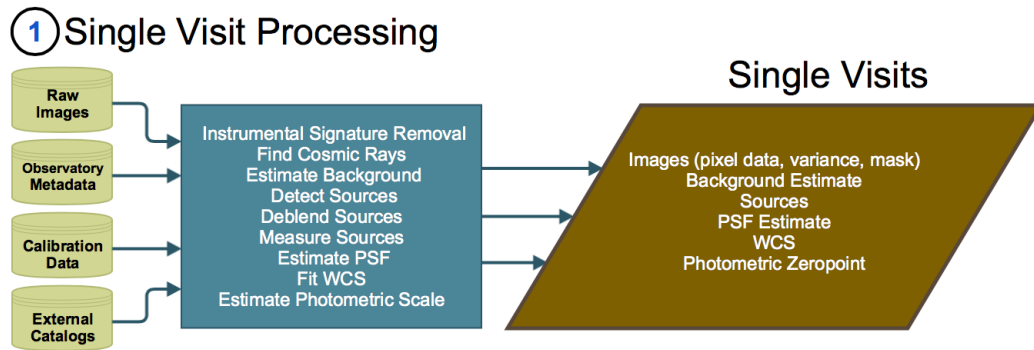 1 Single Visit Processing
Raw
Images
Observatory
Metadata
Calibration
Data
External
Catalogs
Instrumental Signature Removal
Find Cosmic Rays
Estimate Background
Detect Sources
Deblend Sources
Measure Sources
Estimate PSF
Fit WCS
Estimate Photometric Scale
Single Visits
Images (pixel data, variance, mask)
Background Estimate
Sources
PSF Estimate
WCS
Photometric Zeropoint